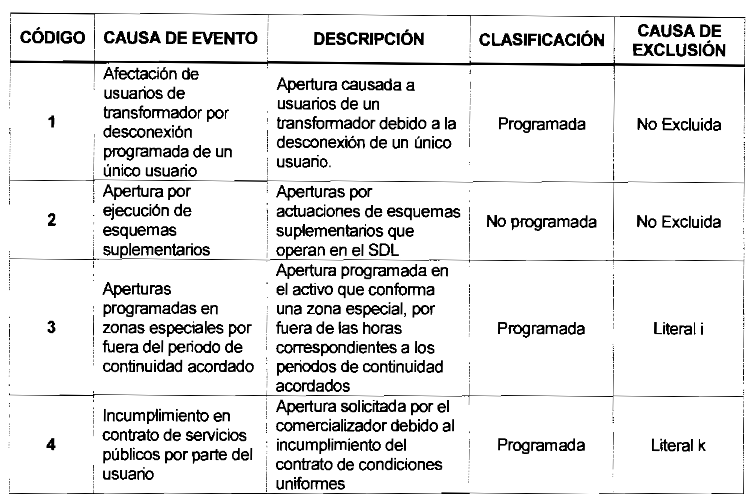 CÓDIGO CAUSA DE EVENTO DESCRIPCIÓN CLASIFICACIÓN CAUSA DE
EXCLUSIÓN
1
Afectación de
usuarios de
transformador por
desconexión
programada de un
único usuario
Apertura causada a
usuarios de un
transformador debido a la
desconexión de un único
usuario.
Programada
No Excluida
2
Apertura por
ejecución de
esquemas
suplementarios
Aperturas por
actuaciones de esquemas
suplementarios que
operan en el SDL
No programada
No Excluida
3
Aperturas
programadas en
zonas especiales por
fuera del periodo de
continuidad acordado
Apertura programada en
el activo que conforma
una zona especial, por
fuera de las horas
correspondientes a los
periodos de continuidad
acordados
Programada
Literal i
4
Incumplimiento en
contrato de servicios
públicos por parte del
usuario
Apertura solicitada por el
comercializador debido al
incumplimiento del
contrato de condiciones
uniformes
Programada
Literal k